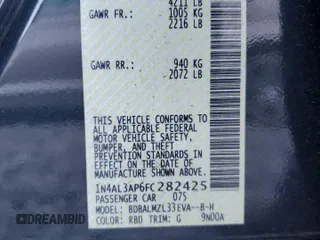 4211 LB
GAWR FR.: 1005 KG
2216 LB
GAWR RR.: 940 KG
2072 LB
THIS VEHICLE CONFORMS TO ALL
APPLICABLE FEDERAL
MOTOR VEHICLE SAFETY,
BUMPER, AND THEFT
PREVENTION STANDARDS
IN EFFECT ON THE DATE OF
MANUFACTURE SHOWN ABOVE.
1N4AL3AP6FC282425
PASSENGER CAR 075
MODEL: BDBALMZL33EVA--B-H
COLOR: RBD TRIM: G 9N00A